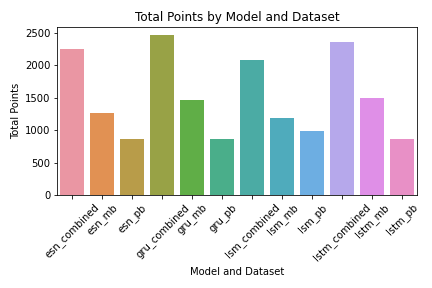 Total Points by Model and Dataset
Total Points
2500
2000
1500
1000
500
0
esn_combined
esn_mb
esn_pb
gru_combined
gru_mb
gru_pb
lsm_combined
lsm_mb
lsm_pb
lstm_combined
lstm_mb
lstm_pb
Model and Dataset